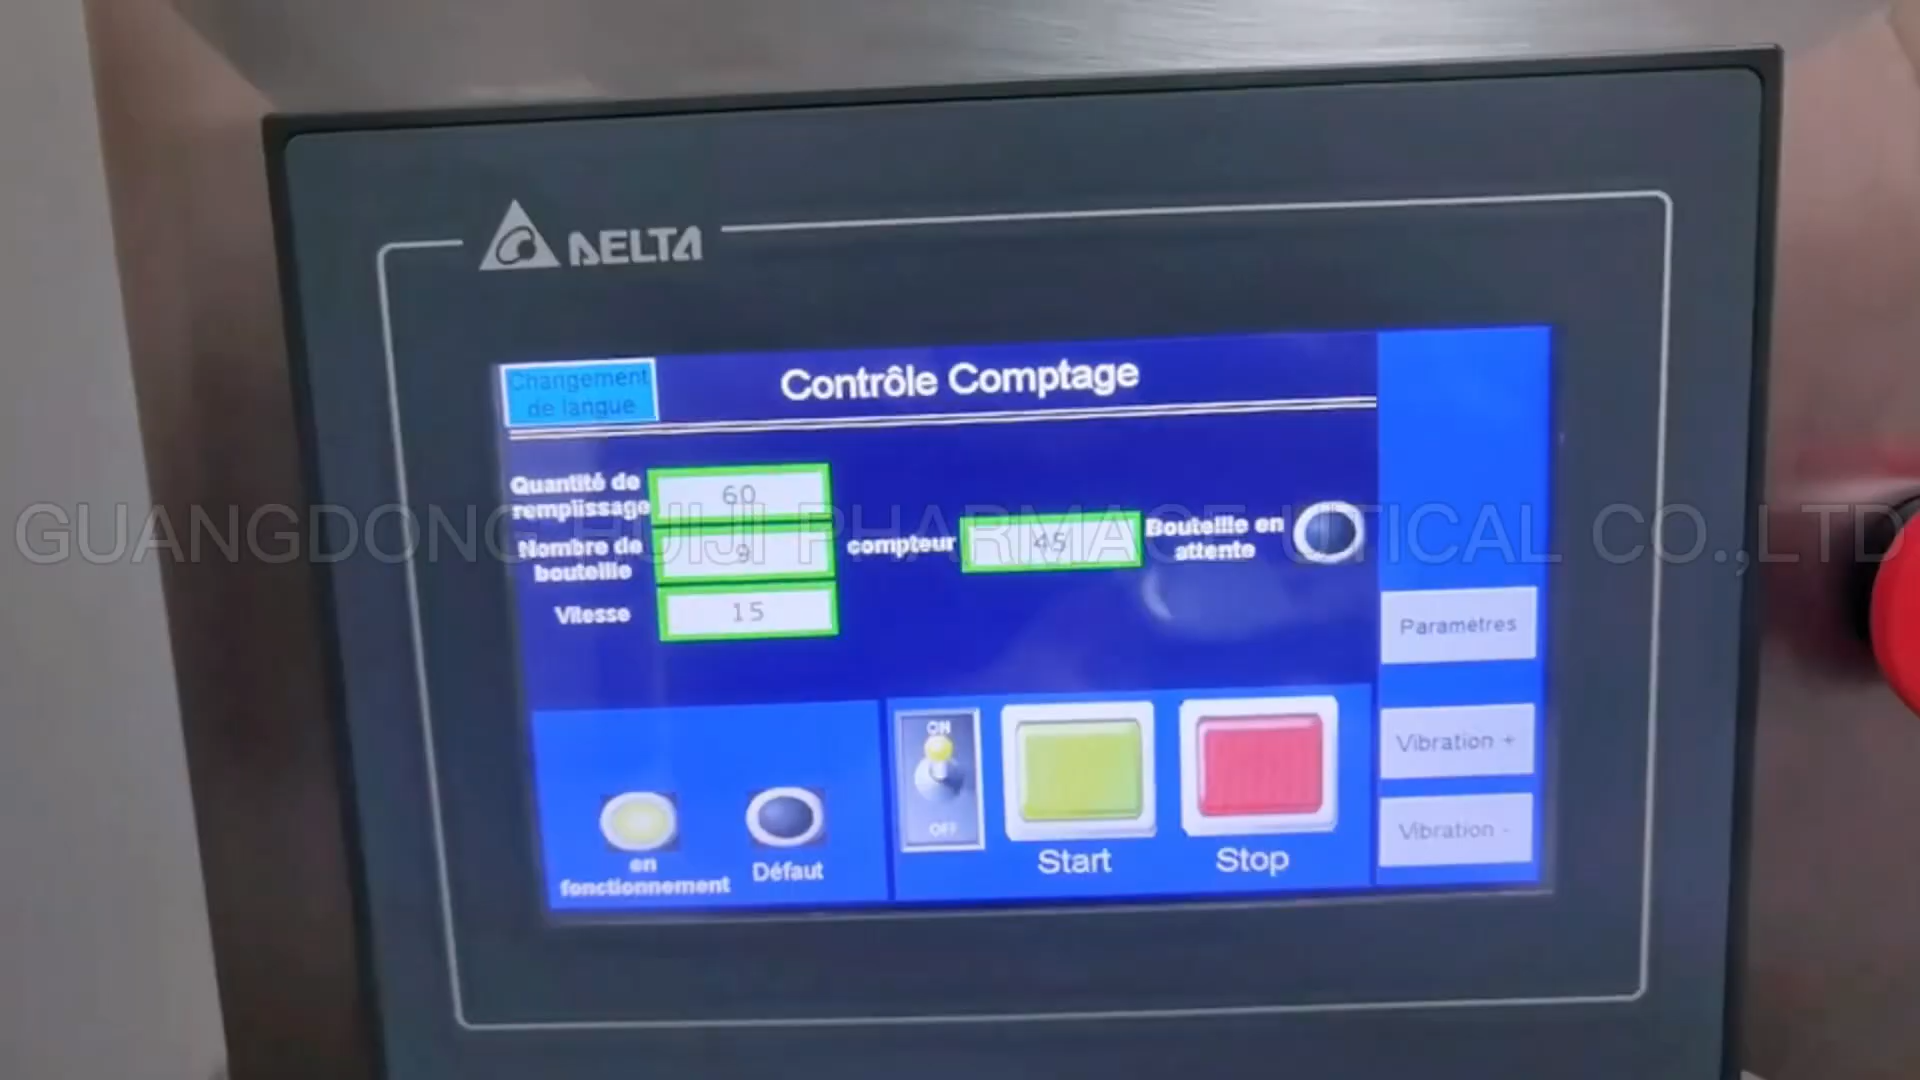 DELTA
Changement
de langue
Contrôle Comptage
Quantité de
remplissage
60
Nombre de
bouteille
9
compteur
45
Bouteille en
attente
Vitesse
15
GUANGDONG HUIJI PHARMACEUTICAL CO.,LTD
Paramètres
Vibration +
Vibration -
ON
OFF
Start
Stop
en
fonctionnement
Défaut